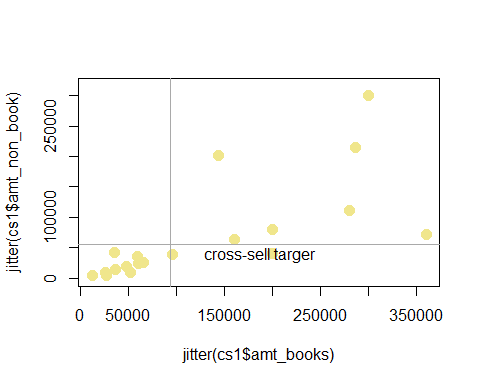 jitter(cs1$amt_non_book)
250000
100000
0
cross-sell targer
0
50000
150000
250000
350000
jitter(cs1$amt_books)